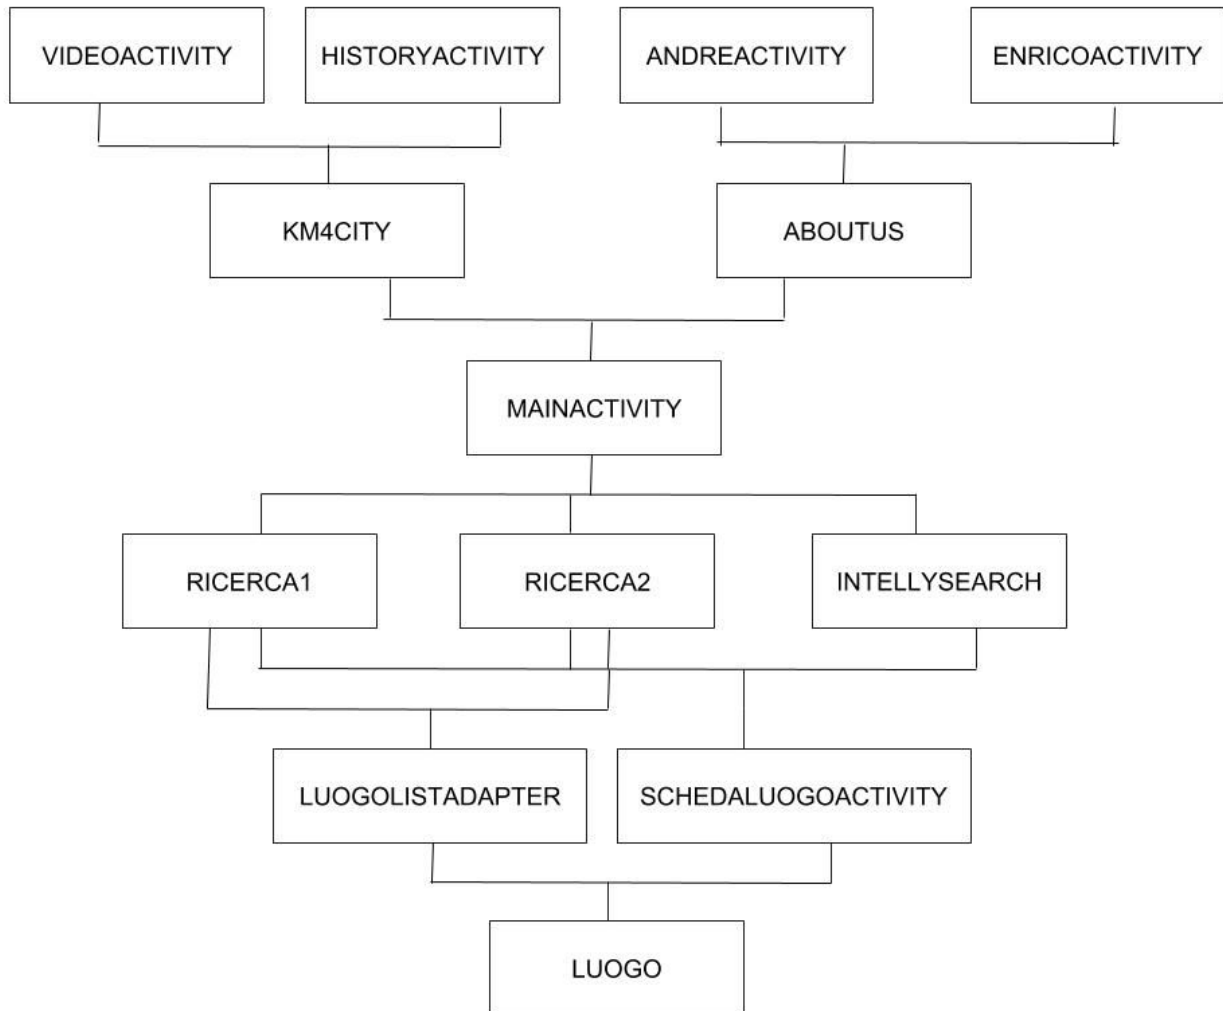 VIDEOACTIVITY
HISTORYACTIVITY
ANDREACTIVITY
ENRICOACTIVITY
KM4CITY
ABOUTUS
MAINACTIVITY
RICERCA1
RICERCA2
INTELLYSEARCH
LUOGOLISTADAPTER
SCHEDALUOGOACTIVITY
LUOGO